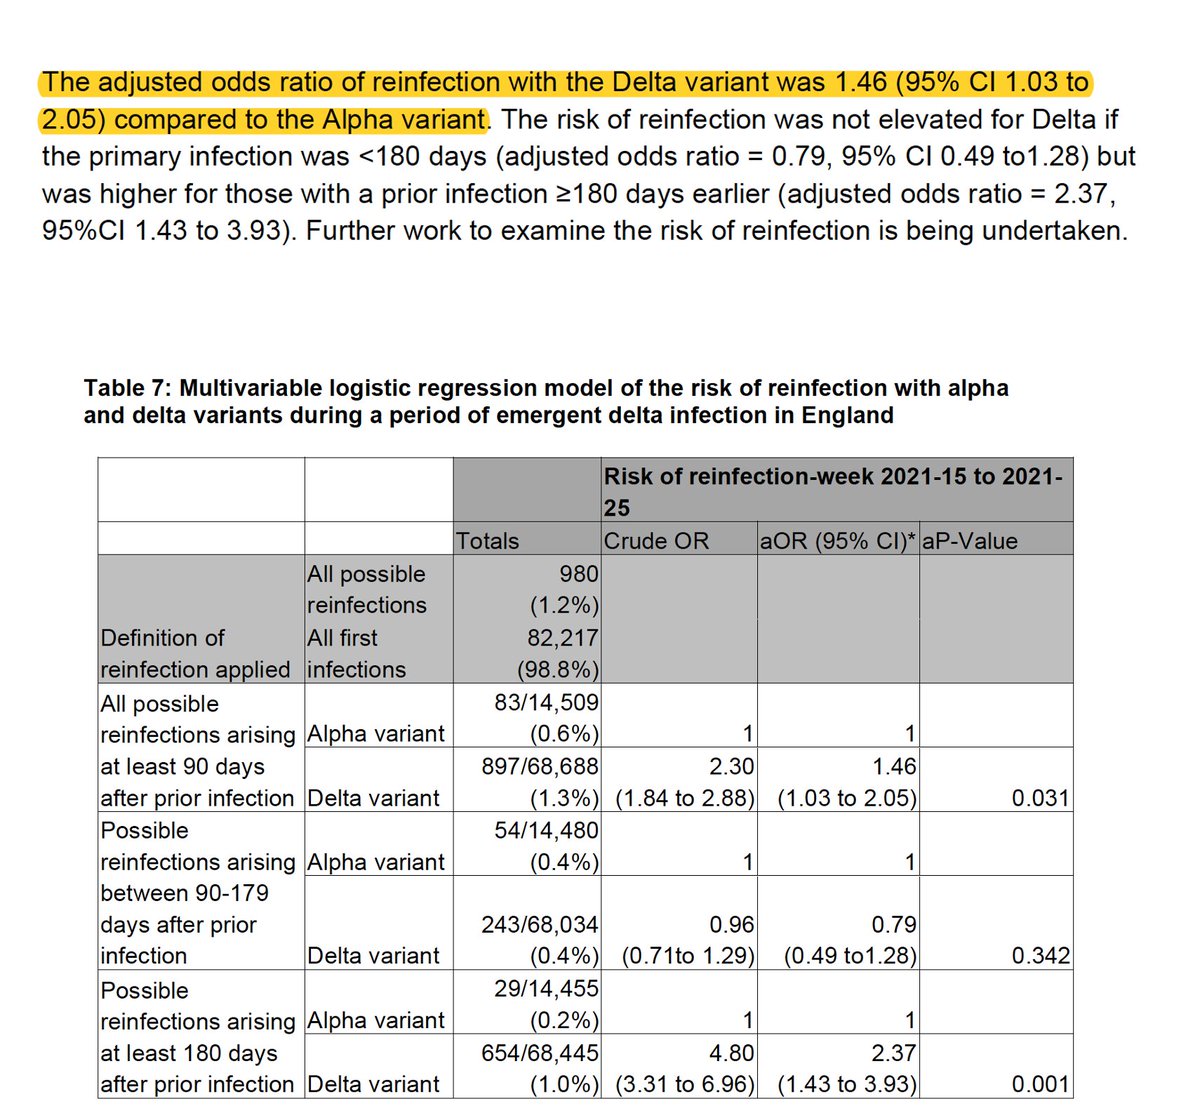 The adjusted odds ratio of reinfection with the Delta variant was 1.46 (95% CI 1.03 to
2.05) compared to the Alpha variant. The risk of reinfection was not elevated for Delta if
the primary infection was <180 days (adjusted odds ratio = 0.79, 95% CI 0.49 to1.28) but
was higher for those with a prior infection ≥180 days earlier (adjusted odds ratio = 2.37,
95%CI 1.43 to 3.93). Further work to examine the risk of reinfection is being undertaken.
Table 7: Multivariable logistic regression model of the risk of reinfection with alpha
and delta variants during a period of emergent delta infection in England
Risk of reinfection-week 2021-15 to 2021-
25
Totals Crude OR aOR (95% CI)* aP-Value
All possible 980
reinfections (1.2%)
Definition of All first 82,217
reinfection applied infections (98.8%)
All possible 83/14,509
reinfections arising Alpha variant (0.6%) 1 1
at least 90 days 897/68,688 2.30 1.46
after prior infection Delta variant (1.3%) (1.84 to 2.88) (1.03 to 2.05) 0.031
Possible 54/14,480
reinfections arising Alpha variant (0.4%) 1 1
between 90-179
days after prior 243/68,034 0.96 0.79
infection Delta variant (0.4%) (0.71to 1.29) (0.49 to1.28) 0.342
Possible 29/14,455
reinfections arising Alpha variant (0.2%) 1 1
at least 180 days 654/68,445 4.80 2.37
after prior infection Delta variant (1.0%) (3.31 to 6.96) (1.43 to 3.93) 0.001